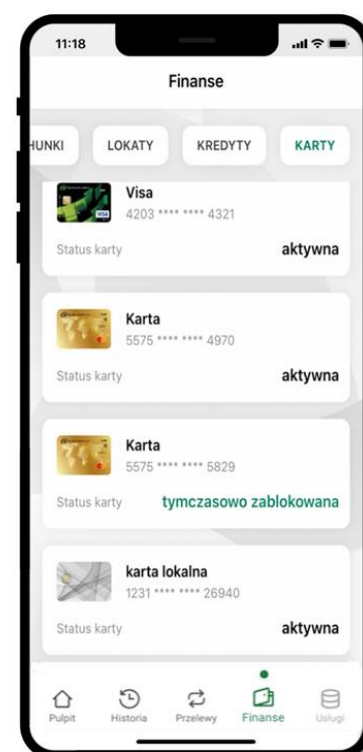 11:18
Finanse
HUNKI LOKATY KREDYTY KARTY
Visa
4203 **** **** 4321
VISA
Status karty aktywna
Karta
5575 **** **** 4970
Status karty aktywna
Karta
5575 **** **** 5829
Status karty tymczasowo zablokowana
karta lokalna
1231 **** **** 26940
Status karty aktywna
Pulpit Historia Przelewy Finanse Usługi